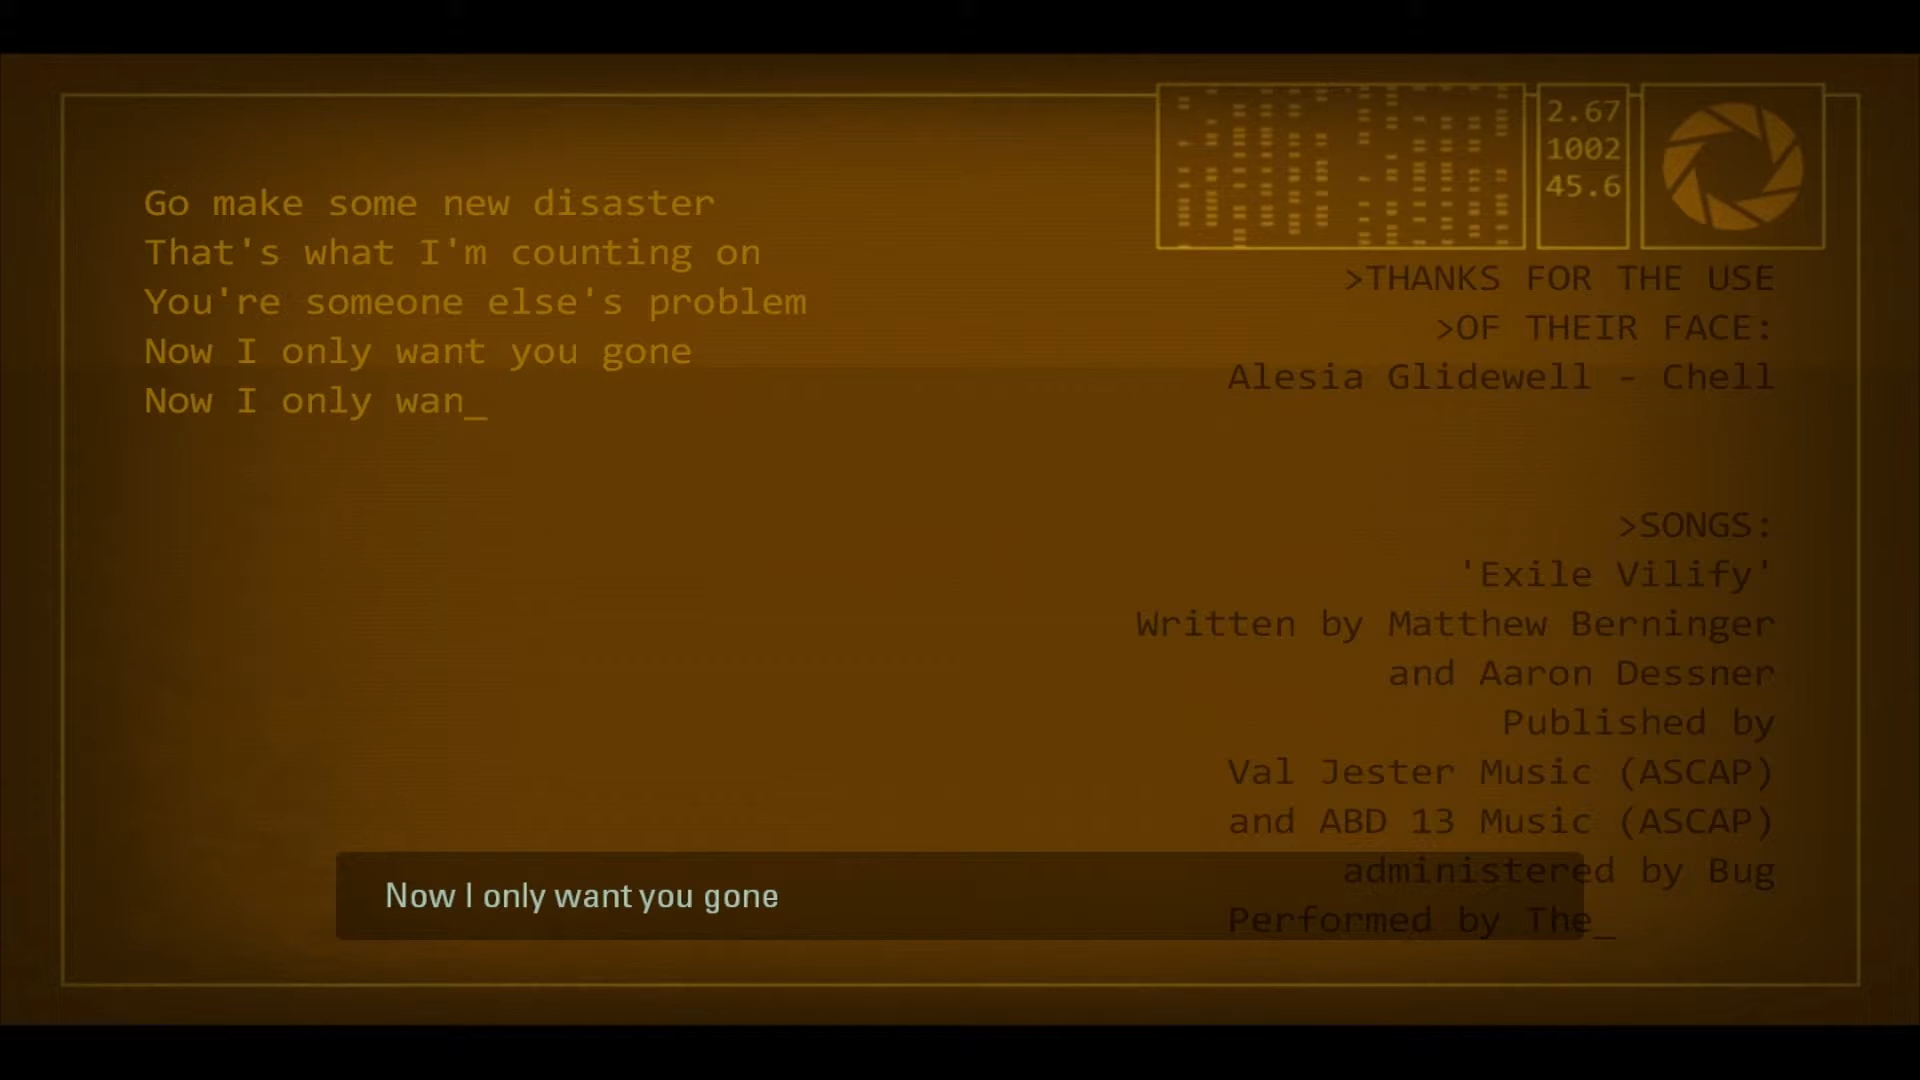 Go make some new disaster
That's what I'm counting on
You're someone else's problem
Now I only want you gone
Now I only wan_
2.67
1002
45.6
>THANKS FOR THE USE
>OF THEIR FACE:
Alesia Glidewell - Chell
>SONGS:
'Exile Vilify'
Written by Matthew Berninger
and Aaron Dessner
Published by
Val Jester Music (ASCAP)
and ABD 13 Music (ASCAP)
administered by Bug
Performed by The_
Now I only want you gone